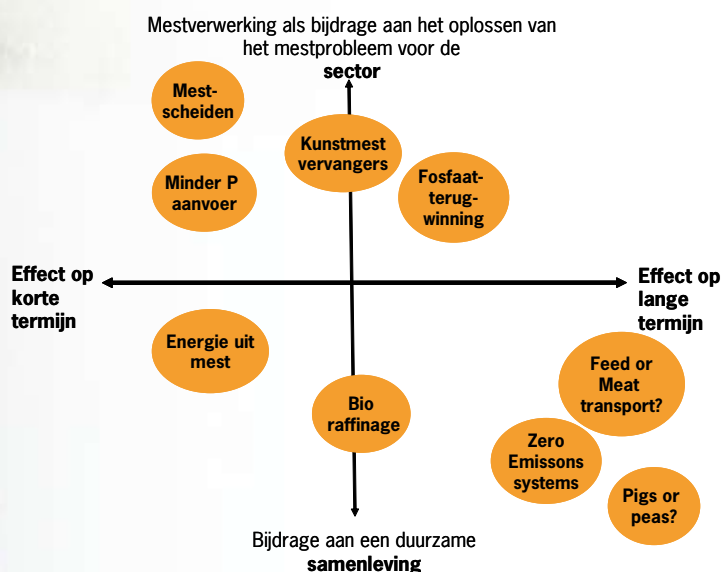 Mestverwerking als bijdrage aan het oplossen van
het mestprobleem voor de
sector
Mest-
scheiden
Kunstmest
vervangers
Minder P
aanvoer
Fosfaat-
terug-
winning
Effect op
korte
termijn
Effect op
lange
termijn
Energie uit
mest
Feed or
Meat
transport?
Bio
raffinage
Zero
Emissons
systems
Pigs or
peas?
Bijdrage aan een duurzame
samenleving